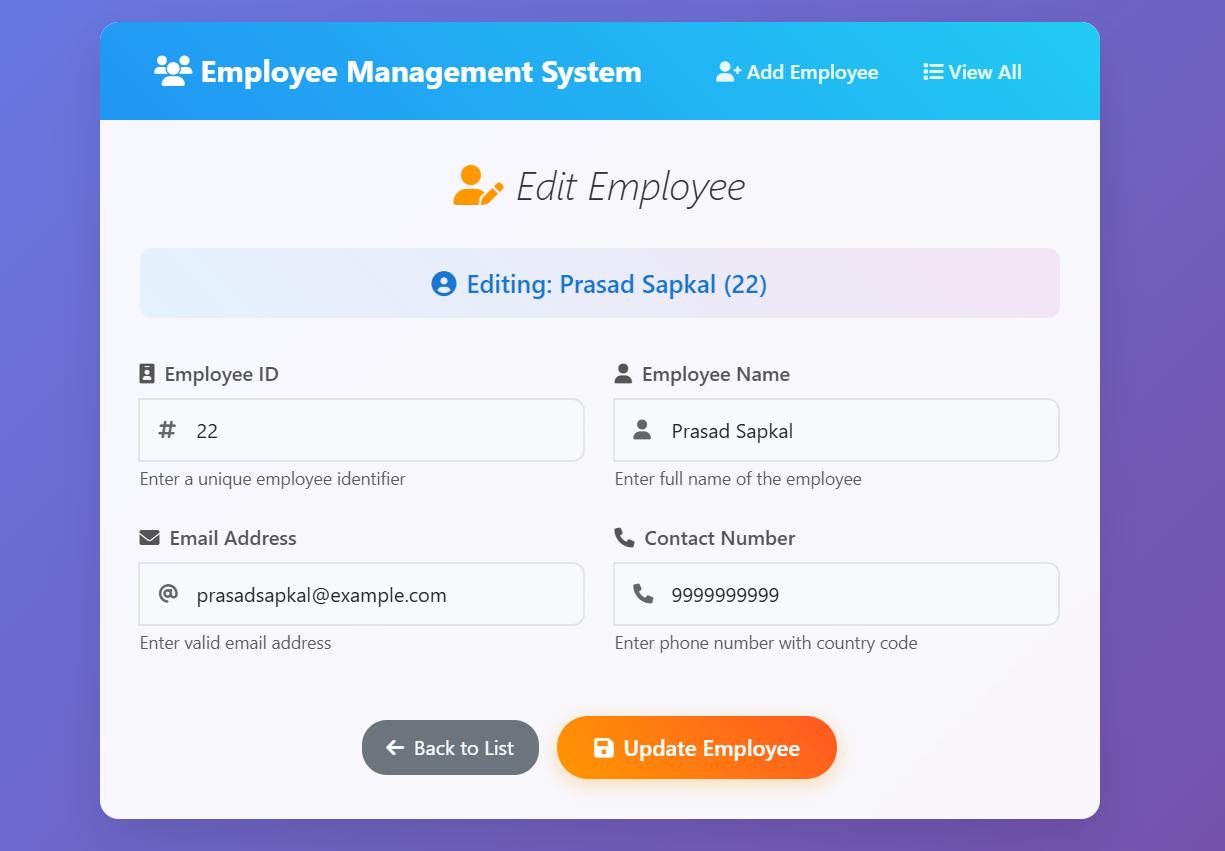 Employee Management System Add Employee View All
Edit Employee
Editing: Prasad Sapkal (22)
Employee ID
# 22
Enter a unique employee identifier
Employee Name
Prasad Sapkal
Enter full name of the employee
Email Address
@ prasadsapkal@example.com
Enter valid email address
Contact Number
9999999999
Enter phone number with country code
Back to List
Update Employee